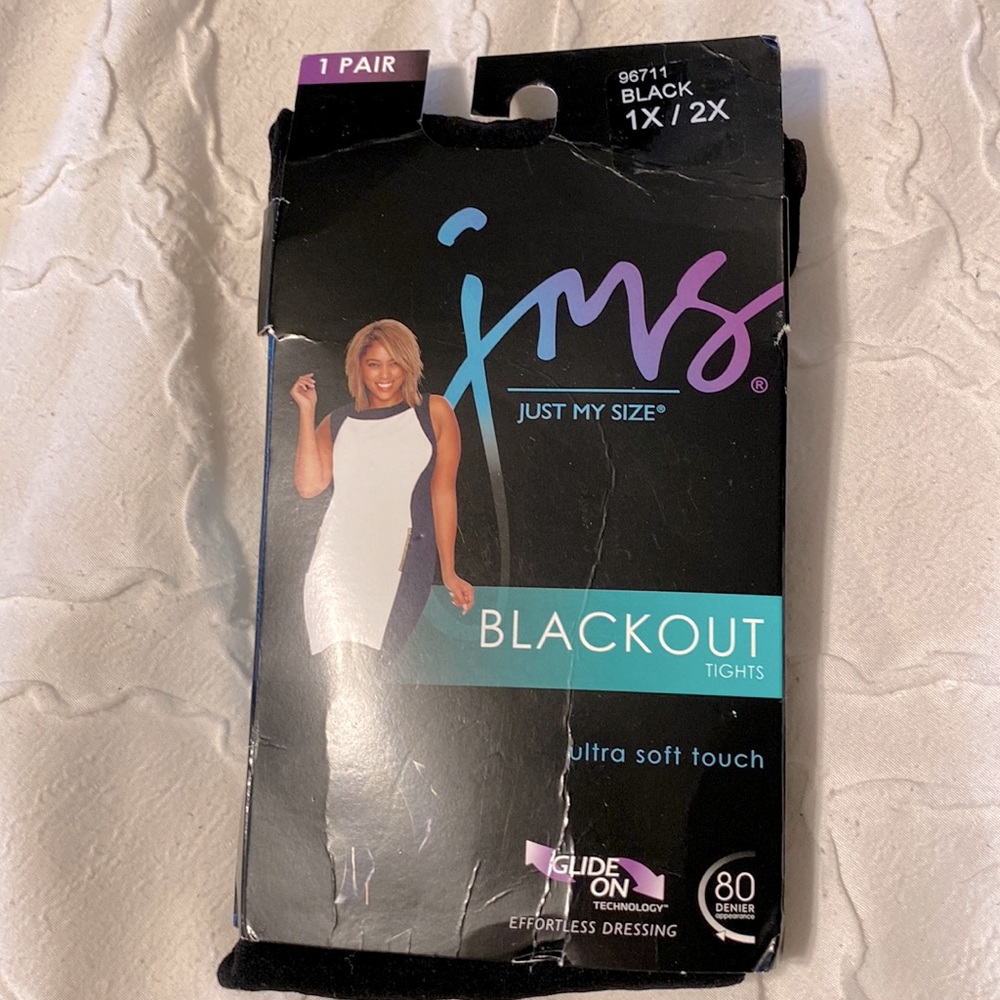 1 PAIR
96711
BLACK
1X / 2X
jms®
JUST MY SIZE®
BLACKOUT
TIGHTS
ultra soft touch
GLIDE
ON
TECHNOLOGY™
EFFORTLESS DRESSING
80
DENIER
appearance